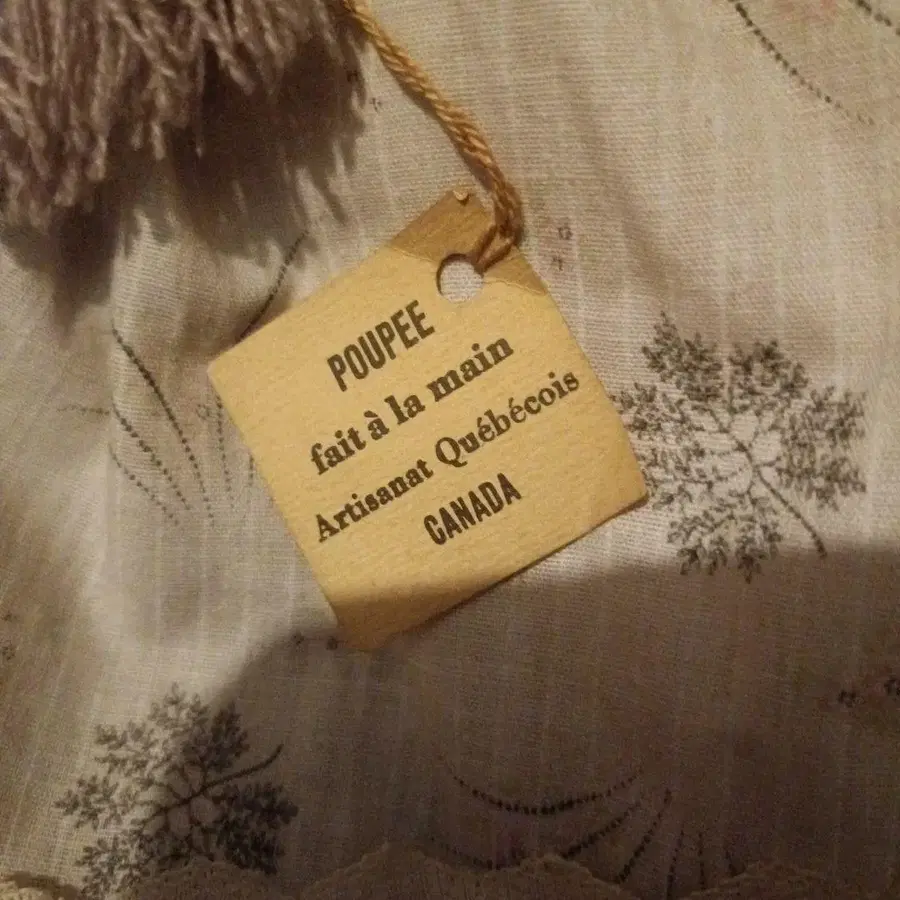 POUPEE
fait à la main
Artisanat Québécois
CANADA